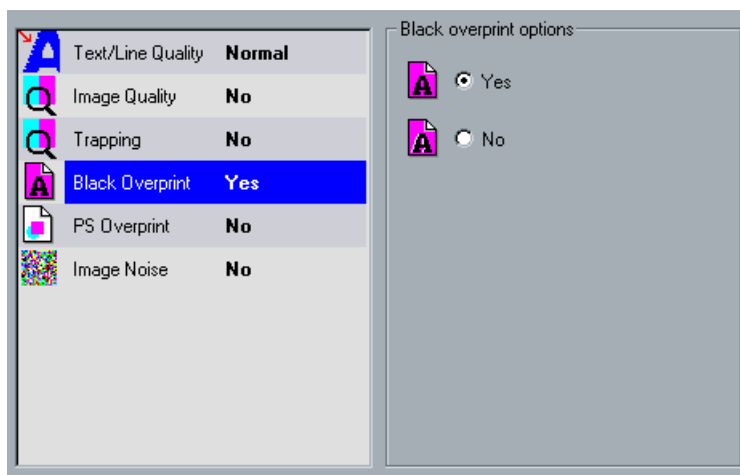 Text/Line Quality Normal
Image Quality No
Trapping No
Black Overprint Yes
PS Overprint No
Image Noise No
Black overprint options
A Yes
A No